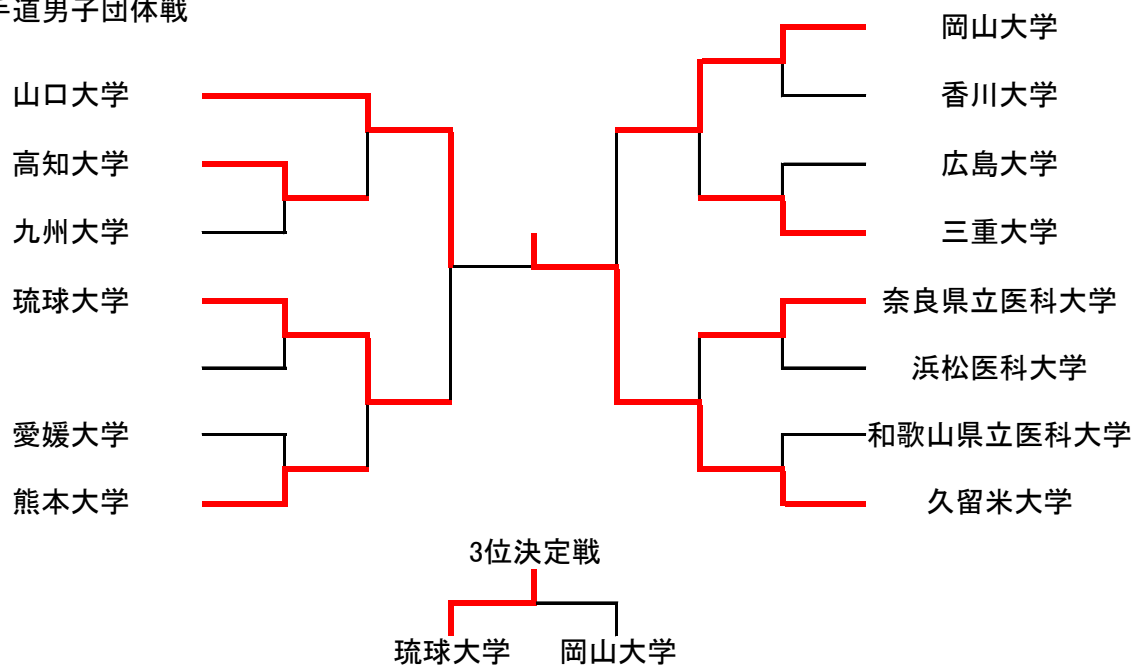 道男子団体戦
山口大学
高知大学
九州大学
琉球大学
愛媛大学
熊本大学
岡山大学
香川大学
広島大学
三重大学
奈良県立医科大学
浜松医科大学
和歌山県立医科大学
久留米大学
3位決定戦
琉球大学
岡山大学